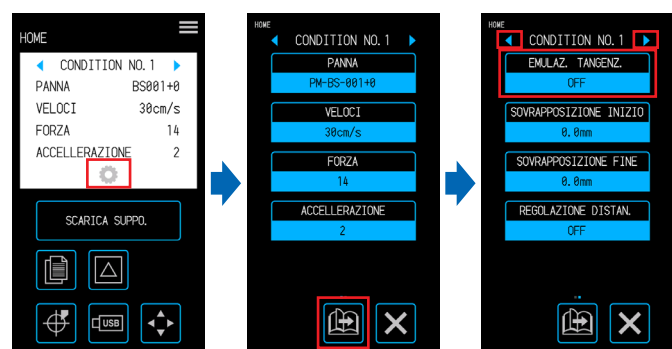 HOME
CONDITION NO. 1
PANNA BS001+0
VELOCI 30cm/s
FORZA 14
ACCELLERAZIONE 2
SCARICA SUPPO.
USB
HOME
CONDITION NO. 1
PANNA
PM-BS-001+0
VELOCI
30cm/s
FORZA
14
ACCELLERAZIONE
2
HOME
CONDITION NO. 1
EMULAZ. TANGENZ.
OFF
SOVRAPPOSIZIONE INIZIO
0.0mm
SOVRAPPOSIZIONE FINE
0.0mm
REGOLAZIONE DISTAN.
OFF